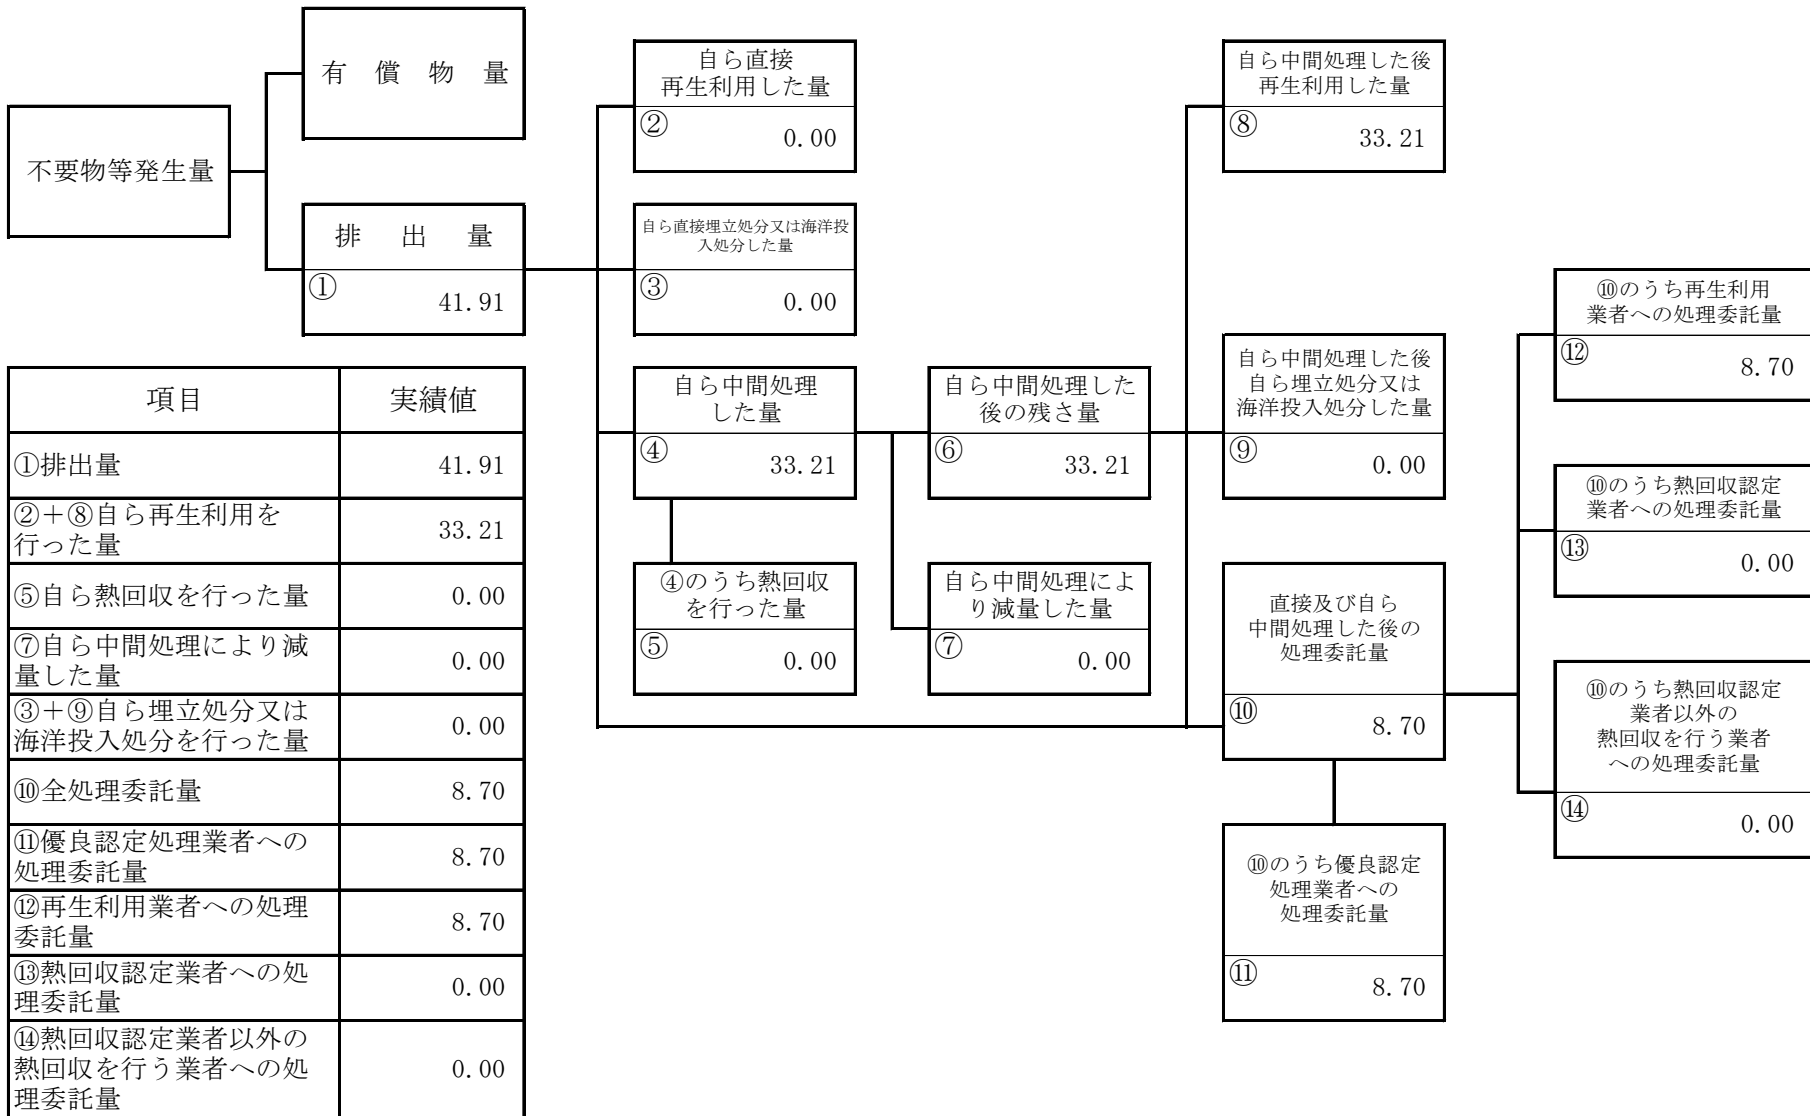 不要物等発生量
有　償　物　量
排　出　量
①
41.91
自ら直接
再生利用した量
②
0.00
自ら直接埋立処分又は海洋投
入処分した量
③
0.00
自ら中間処理
した量
④
33.21
④のうち熱回収
を行った量
⑤
0.00
自ら中間処理した
後の残さ量
⑥
33.21
自ら中間処理によ
り減量した量
⑦
0.00
自ら中間処理した後
再生利用した量
⑧
33.21
自ら中間処理した後
自ら埋立処分又は
海洋投入処分した量
⑨
0.00
直接及び自ら
中間処理した後の
処理委託量
⑩
8.70
⑩のうち優良認定
処理業者への
処理委託量
⑪
8.70
⑩のうち再生利用
業者への処理委託量
⑫
8.70
⑩のうち熱回収認定
業者への処理委託量
⑬
0.00
⑩のうち熱回収認定
業者以外の
熱回収を行う業者
への処理委託量
⑭
0.00
項目　実績値
①排出量　41.91
②＋⑧自ら再生利用を
行った量　33.21
⑤自ら熱回収を行った量　0.00
⑦自ら中間処理により減
量した量　0.00
③＋⑨自ら埋立処分又は
海洋投入処分を行った量　0.00
⑩全処理委託量　8.70
⑪優良認定処理業者への
処理委託量　8.70
⑫再生利用業者への処理
委託量　8.70
⑬熱回収認定業者への処
理委託量　0.00
⑭熱回収認定業者以外の
熱回収を行う業者への処
理委託量　0.00